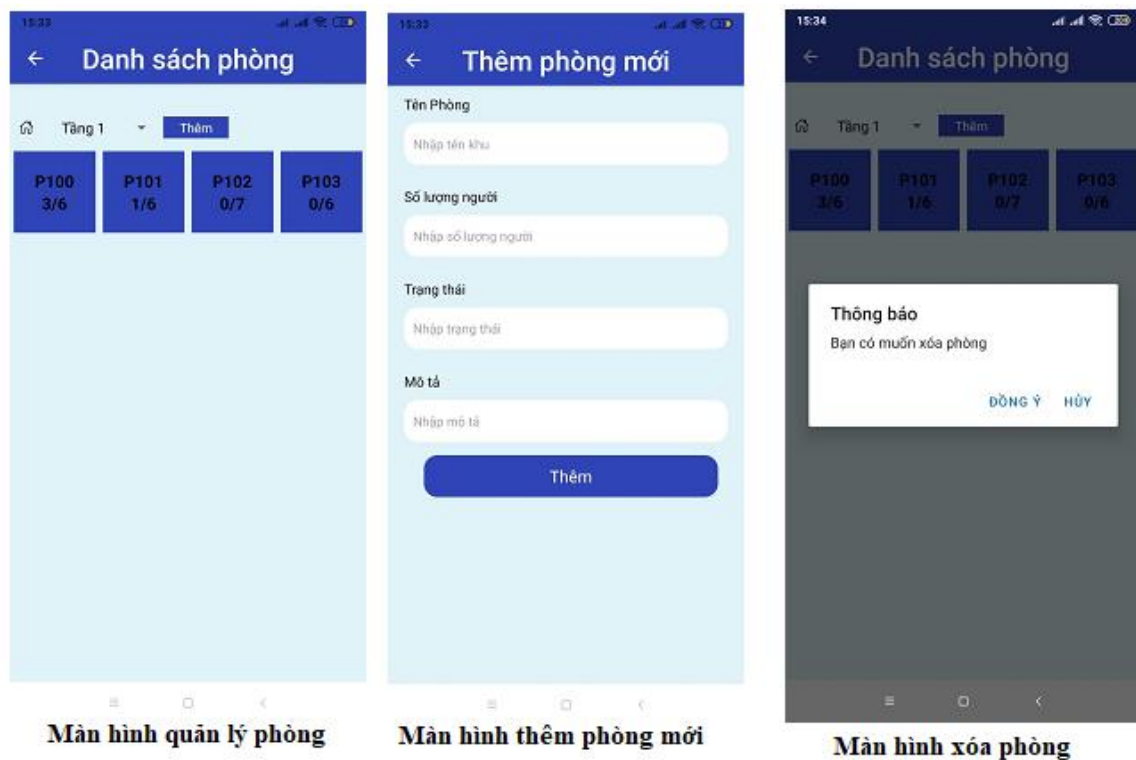 15:33
Danh sách phòng
Tầng 1
Thêm
P100 P101 P102 P103
3/6 1/6 0/7 0/6
Màn hình quản lý phòng
15:33
Thêm phòng mới
Tên Phòng
Nhập tên khu
Số lượng người
Nhập số lượng người
Trạng thái
Nhập trạng thái
Mô tả
Nhập mô tả
Thêm
Màn hình thêm phòng mới
15:34
Danh sách phòng
Tầng 1
Thêm
P100 P101 P102 P103
3/6 1/6 0/7 0/6
Thông báo
Bạn có muốn xóa phòng
ĐỒNG Ý HỦY
Màn hình xóa phòng